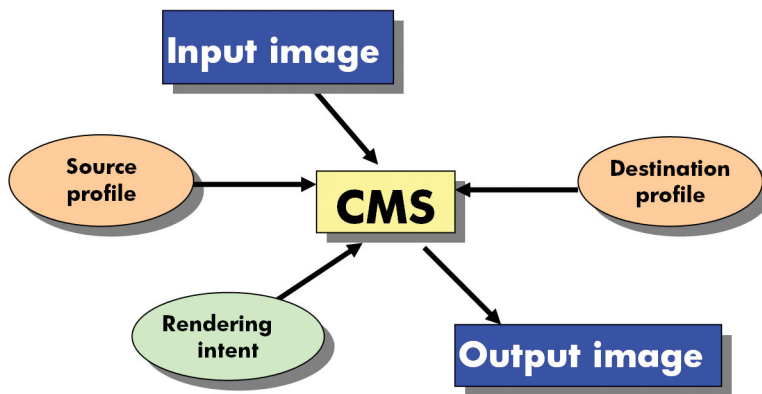 Input image
Source
profile
Destination
profile
CMS
Rendering
intent
Output image